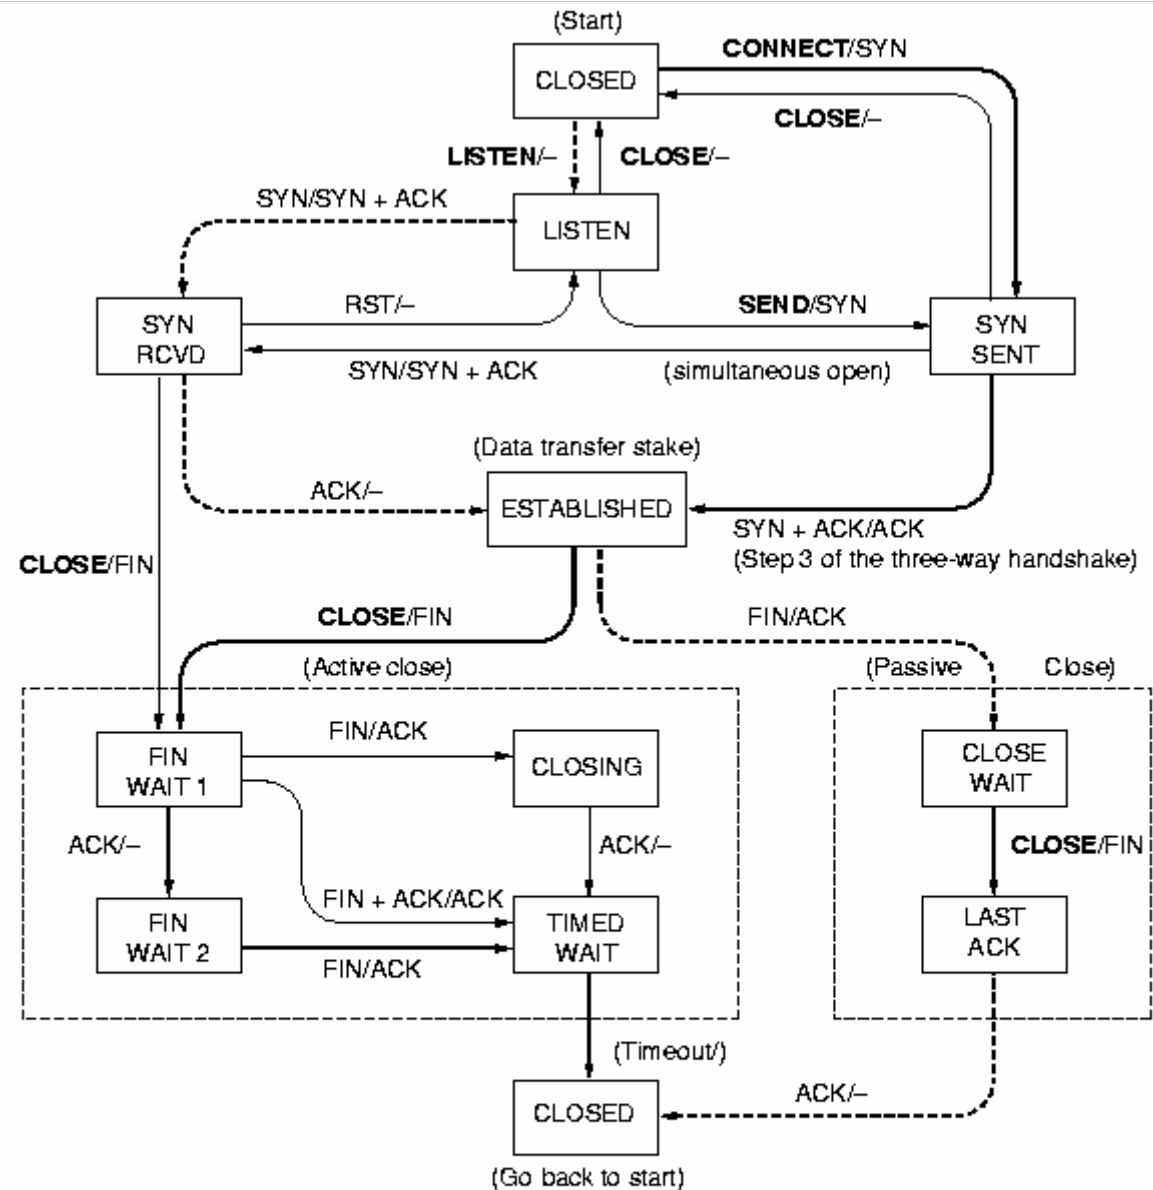 (Start)
CONNECT/SYN
CLOSED
CLOSE/–
LISTEN/–
CLOSE/–
SYN/SYN + ACK
LISTEN
RST/–
SEND/SYN
SYN
RCVD
SYN
SENT
SYN/SYN + ACK
(simultaneous open)
(Data transfer stake)
ACK/–
ESTABLISHED
SYN + ACK/ACK
(Step 3 of the three-way handshake)
CLOSE/FIN
CLOSE/FIN
FIN/ACK
(Active close)
(Passive Close)
FIN/ACK
FIN
WAIT 1
CLOSING
CLOSE
WAIT
ACK/–
ACK/–
CLOSE/FIN
FIN + ACK/ACK
FIN
WAIT 2
TIMED
WAIT
LAST
ACK
FIN/ACK
(Timeout/)
ACK/–
CLOSED
(Go back to start)